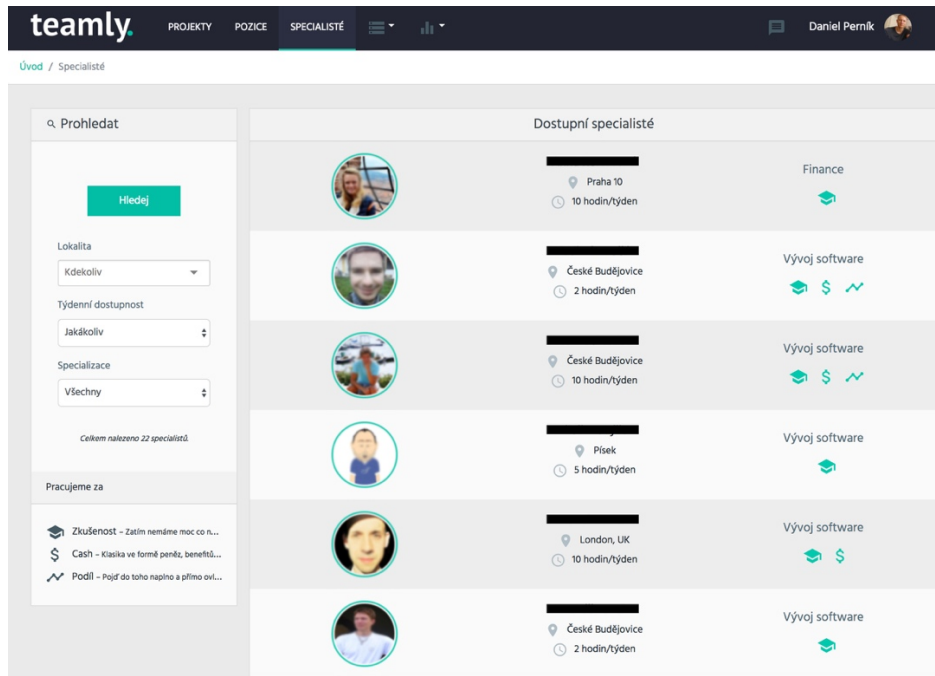 teamly.
PROJEKTY
POZICE
SPECIALISTÉ
Daniel Perník
Úvod / Specialisté
Prohledat
Hledej
Lokalita
Kdekoliv
Týdenní dostupnost
Jakákoliv
Specializace
Všechny
Celkem nalezeno 22 specialistů.
Pracujeme za
Zkušenost – Zatím nemáme moc co n...
$ Cash – Klasika ve formě peněz, benefitů...
Podíl – Pojď do toho naplno a přímo ovl...
Dostupní specialisté
Praha 10
10 hodin/týden
Finance
České Budějovice
2 hodin/týden
Vývoj software
$
České Budějovice
10 hodin/týden
Vývoj software
$
Písek
5 hodin/týden
Vývoj software
London, UK
10 hodin/týden
Vývoj software
$
České Budějovice
2 hodin/týden
Vývoj software